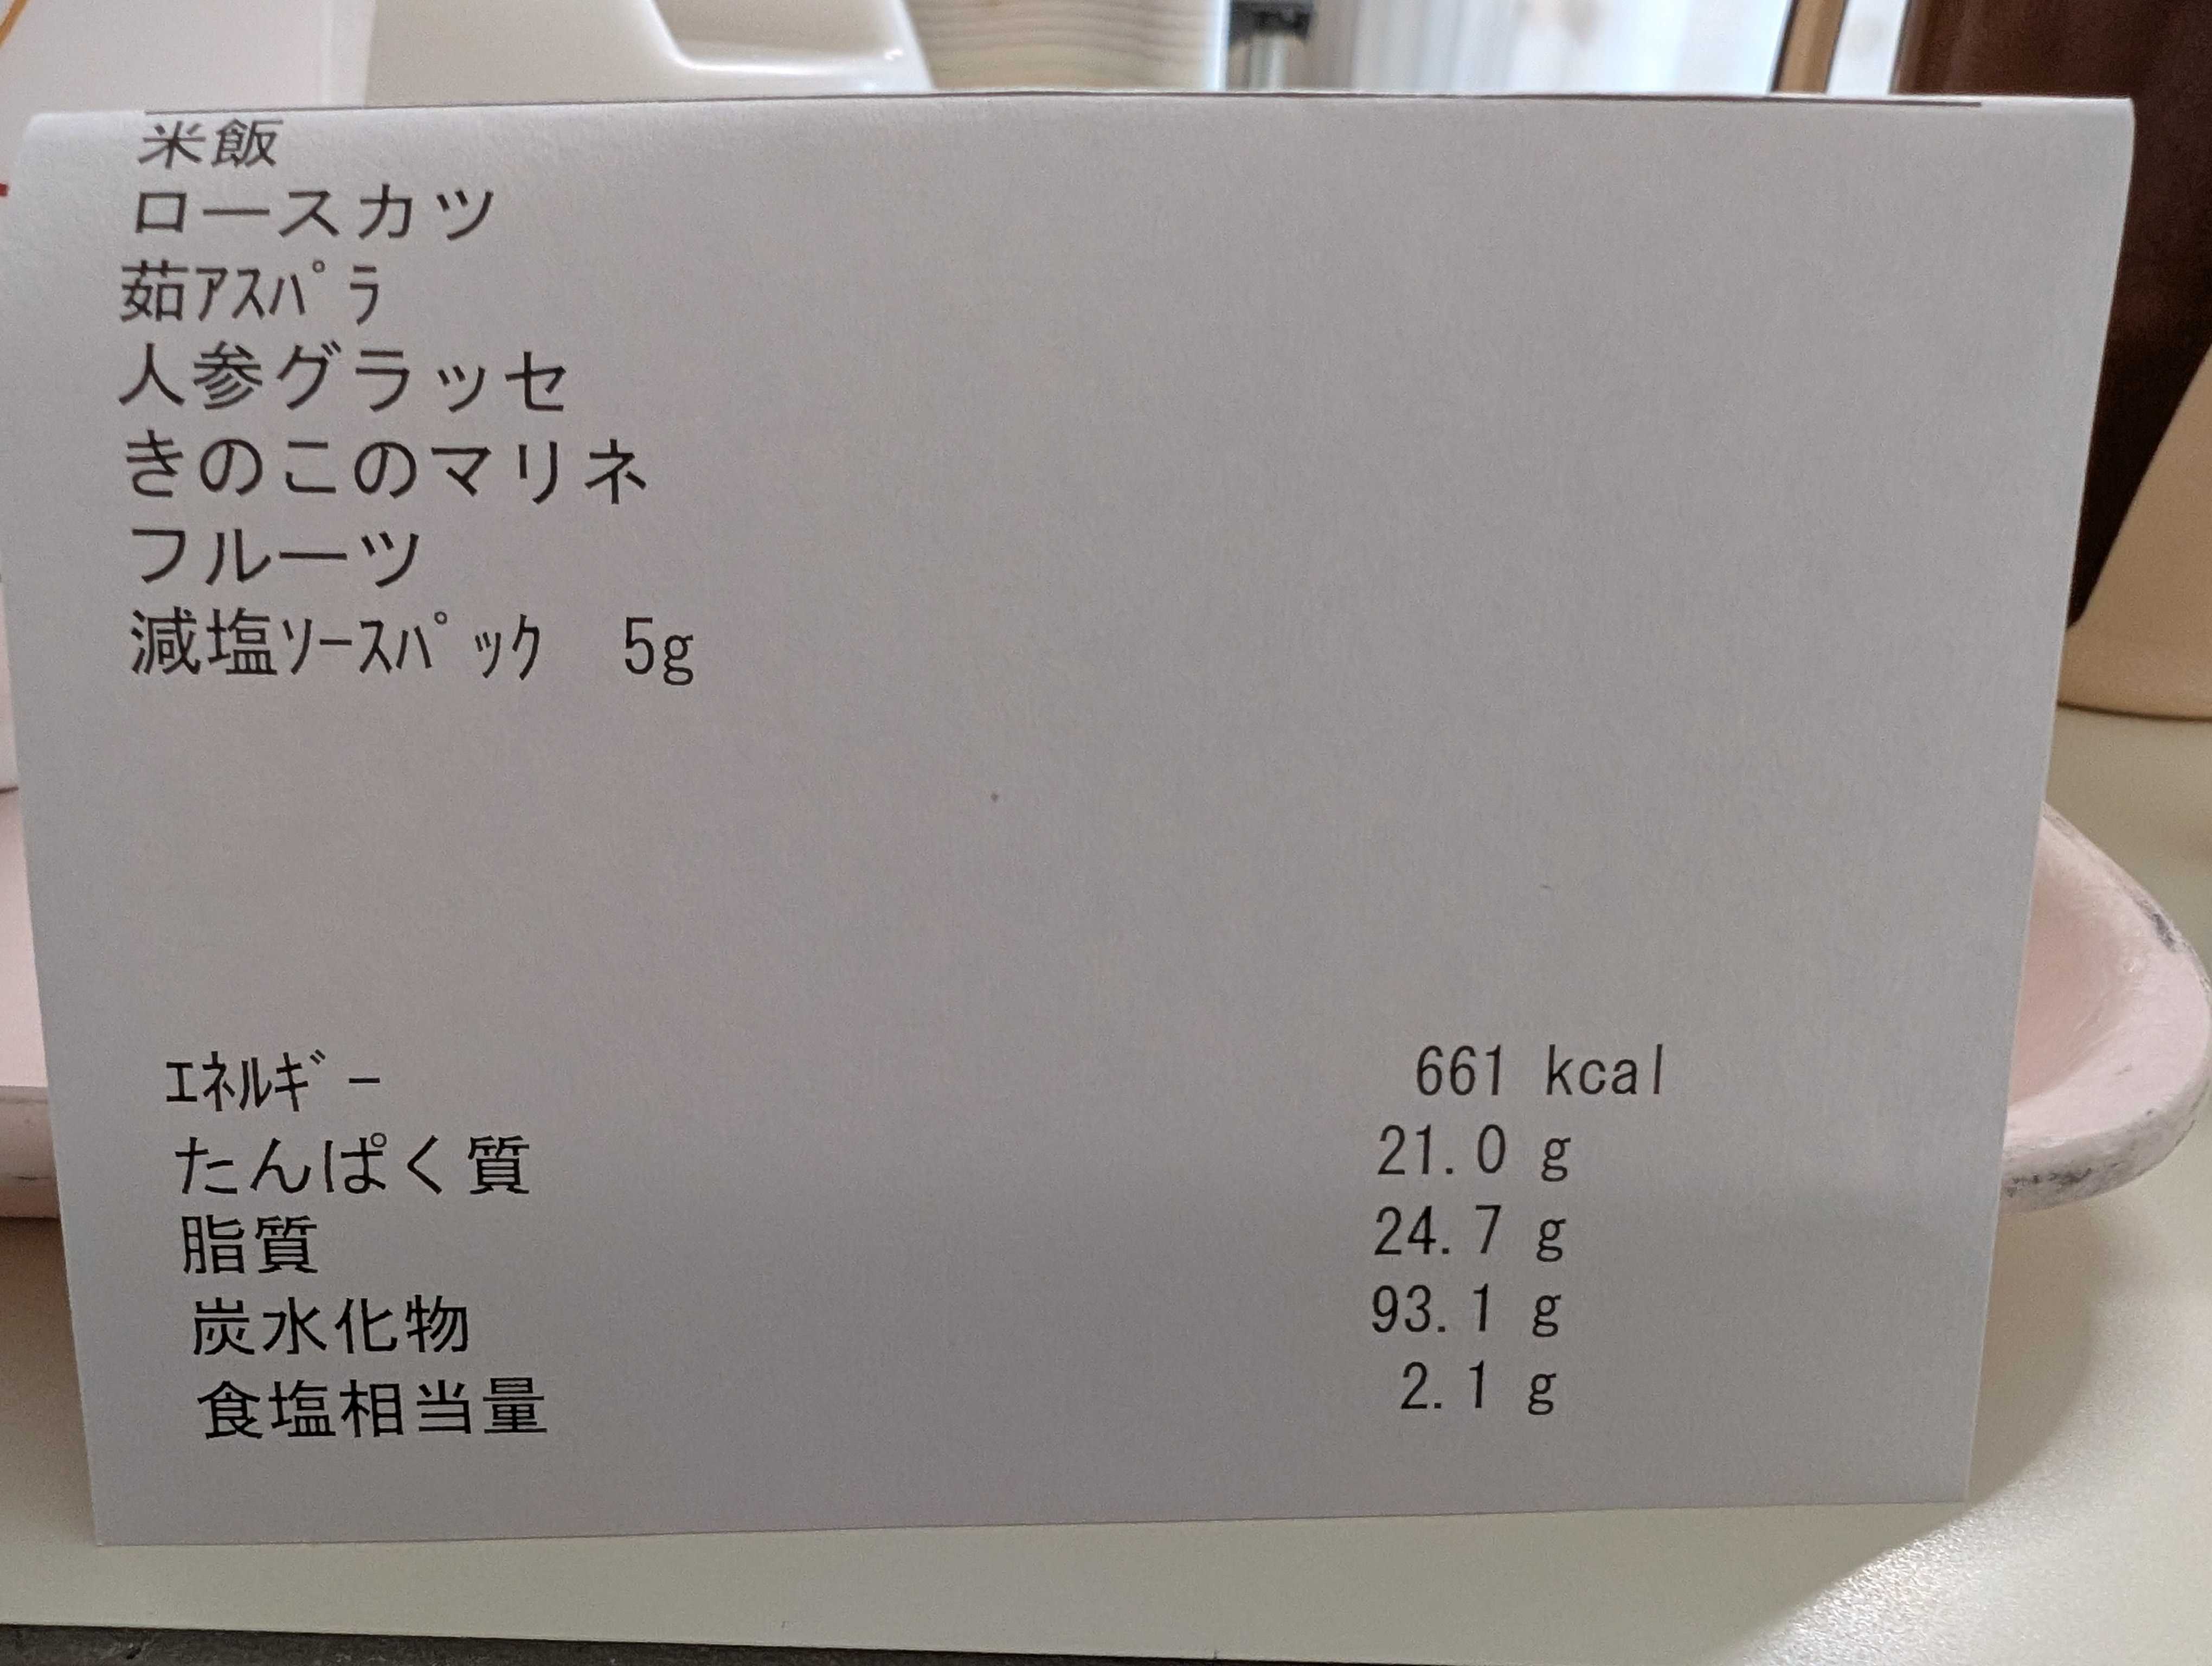 米飯
ロースカツ
茹ｱｽﾊﾟﾗ
人参グラッセ
きのこのマリネ
フルーツ
減塩ｿｰｽﾊﾟｯｸ　5g
ｴﾈﾙｷﾞｰ 661 kcal
たんぱく質 21.0 g
脂質 24.7 g
炭水化物 93.1 g
食塩相当量 2.1 g